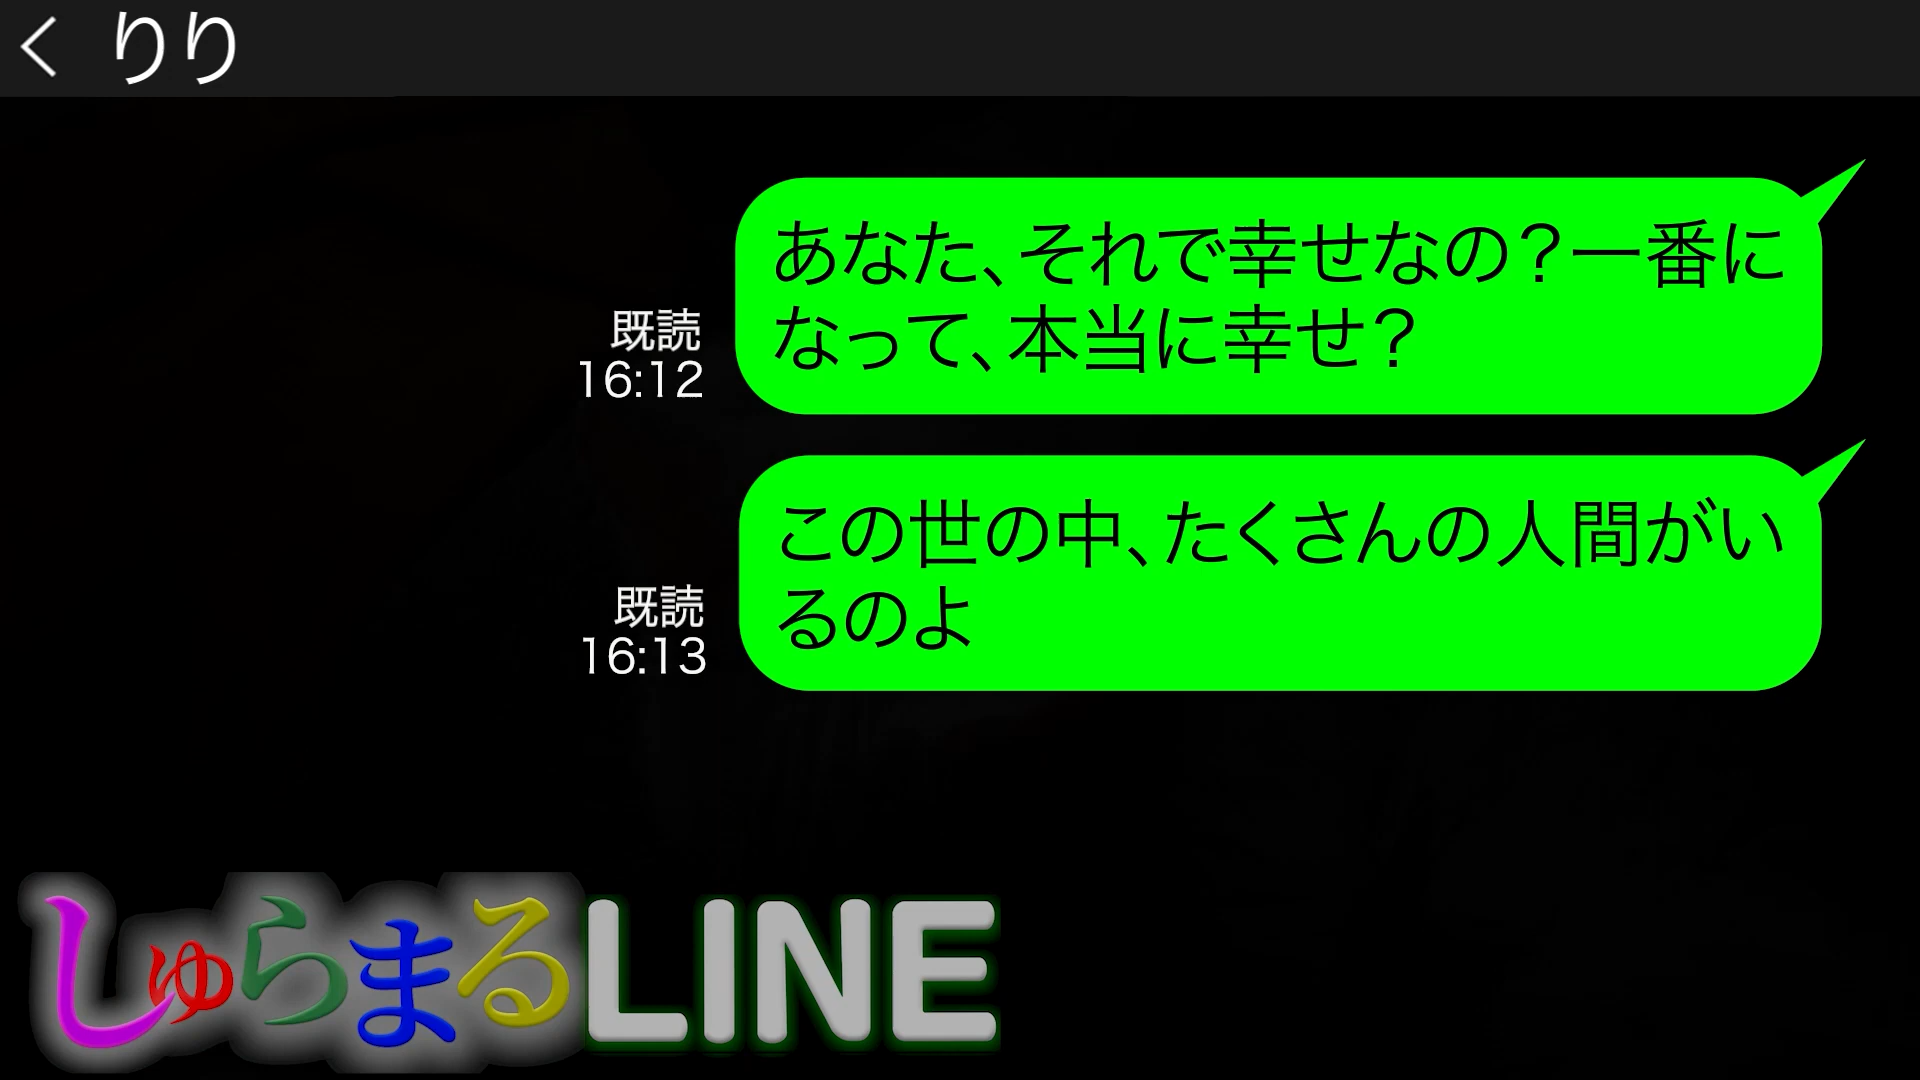 りり
あなた、それで幸せなの？一番に
なって、本当に幸せ？
既読
16:12
この世の中、たくさんの人間がい
るのよ
既読
16:13
しゅらまるLINE